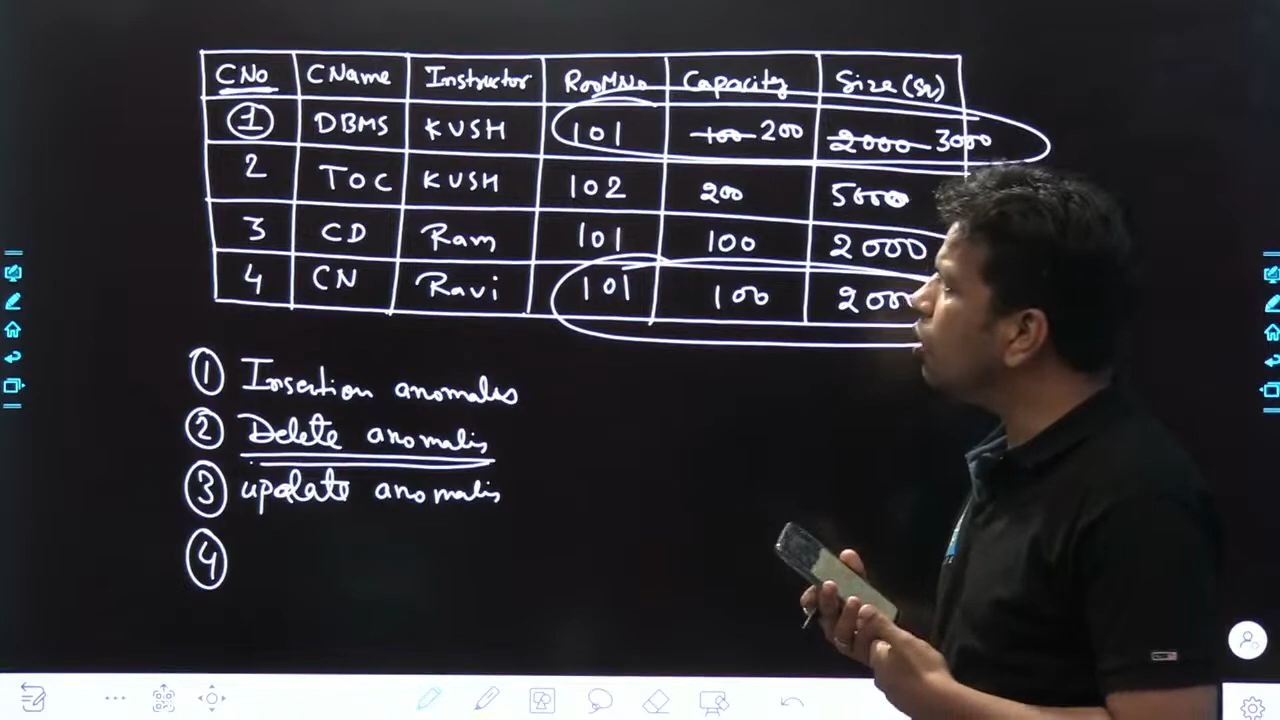 CNo CName Instructor RooMNo Capacity Size(Sq)
1 DBMS KUSH 101 100 200 2000 3000
2 TOC KUSH 102 200 5000
3 CD Ram 101 100 2000
4 CN Ravi 101 100 2000
1 Insertion anomalies
2 Delete anomalis
3 update anomalis
4